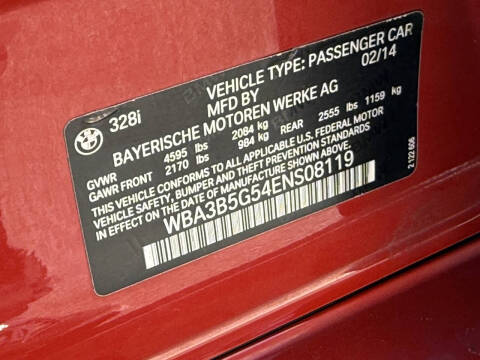 VEHICLE TYPE: PASSENGER CAR
328i MFD BY 02/14
BAYERISCHE MOTOREN WERKE AG
GVWR 4595 lbs 2084 kg
GAWR FRONT 2170 lbs 984 kg REAR 2555 lbs 1159 kg
THIS VEHICLE CONFORMS TO ALL APPLICABLE U.S. FEDERAL MOTOR
VEHICLE SAFETY, BUMPER AND THEFT PREVENTION STANDARDS IN
EFFECT ON THE DATE OF MANUFACTURE SHOWN ABOVE.
WBA3B5G54ENS08119
2 122 606